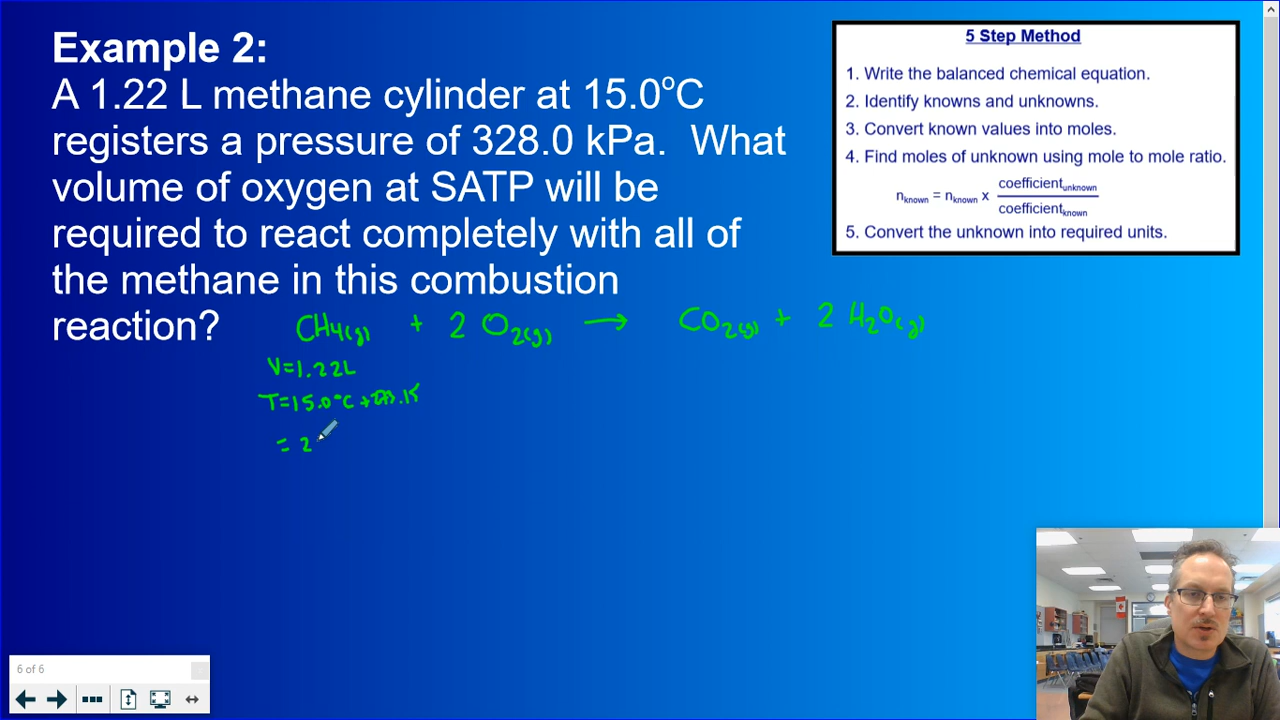 Example 2:
A 1.22 L methane cylinder at 15.0°C
registers a pressure of 328.0 kPa. What
volume of oxygen at SATP will be
required to react completely with all of
the methane in this combustion
reaction?
CH4(g) + 2 O2(g) → CO2(g) + 2 H2O(g)
V=1.22L
T=15.0°C +273.15
= 2
5 Step Method
1. Write the balanced chemical equation.
2. Identify knowns and unknowns.
3. Convert known values into moles.
4. Find moles of unknown using mole to mole ratio.
nknown = nknown x coefficientunknown
coefficientknown
5. Convert the unknown into required units.
6 of 6